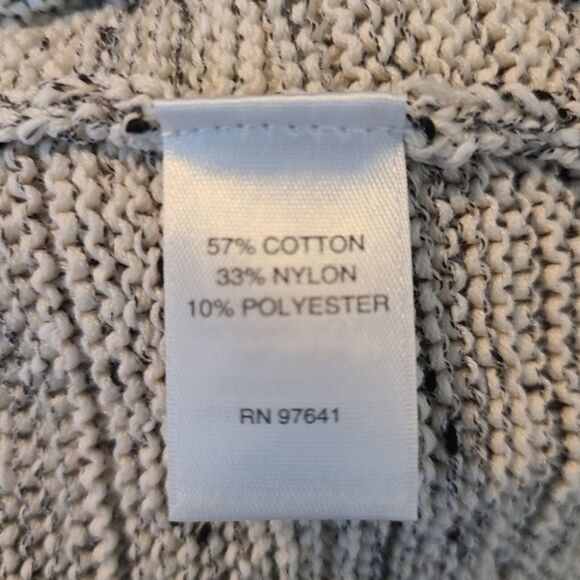 57% COTTON
33% NYLON
10% POLYESTER
RN 97641